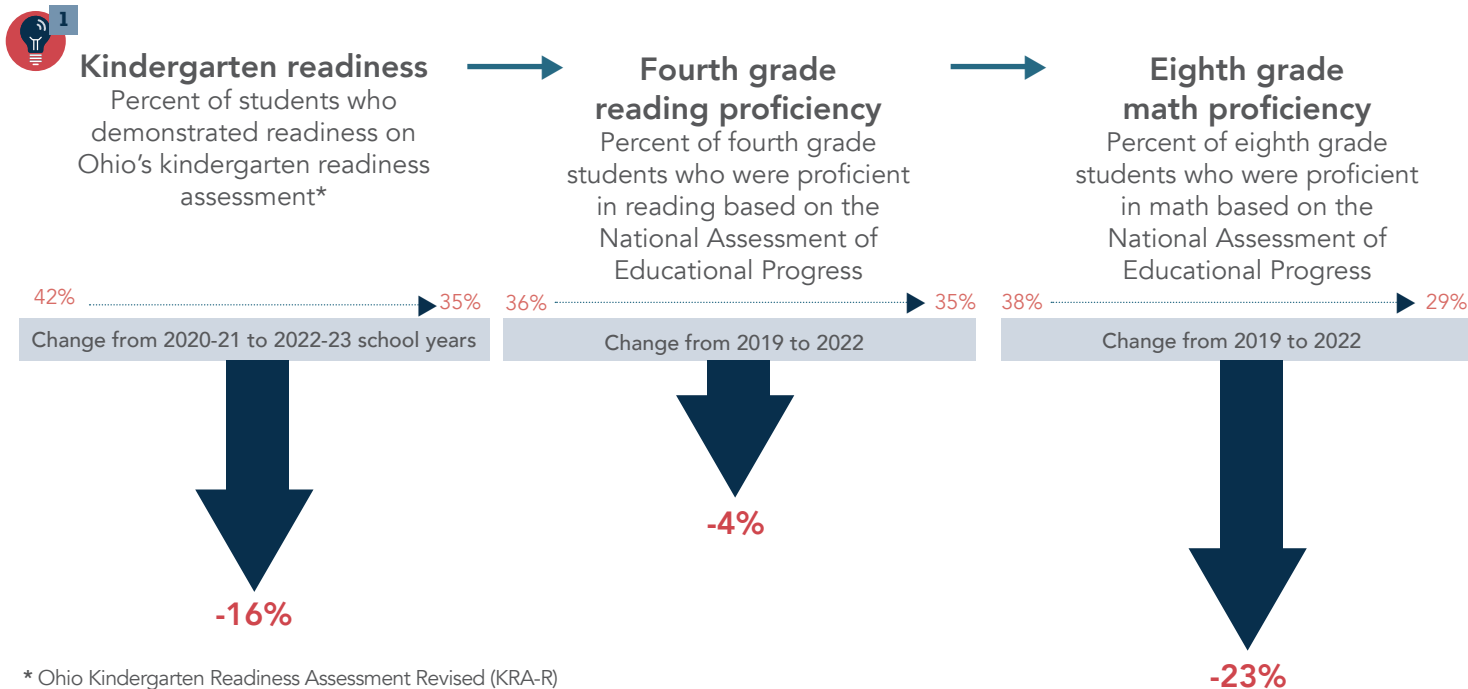 1
Kindergarten readiness
Percent of students who
demonstrated readiness on
Ohio's kindergarten readiness
assessment*
42%
35%
Change from 2020-21 to 2022-23 school years
-16%
Fourth grade
reading proficiency
Percent of fourth grade
students who were proficient
in reading based on the
National Assessment of
Educational Progress
36%
35%
Change from 2019 to 2022
-4%
Eighth grade
math proficiency
Percent of eighth grade
students who were proficient
in math based on the
National Assessment of
Educational Progress
38%
29%
Change from 2019 to 2022
-23%
* Ohio Kindergarten Readiness Assessment Revised (KRA-R)